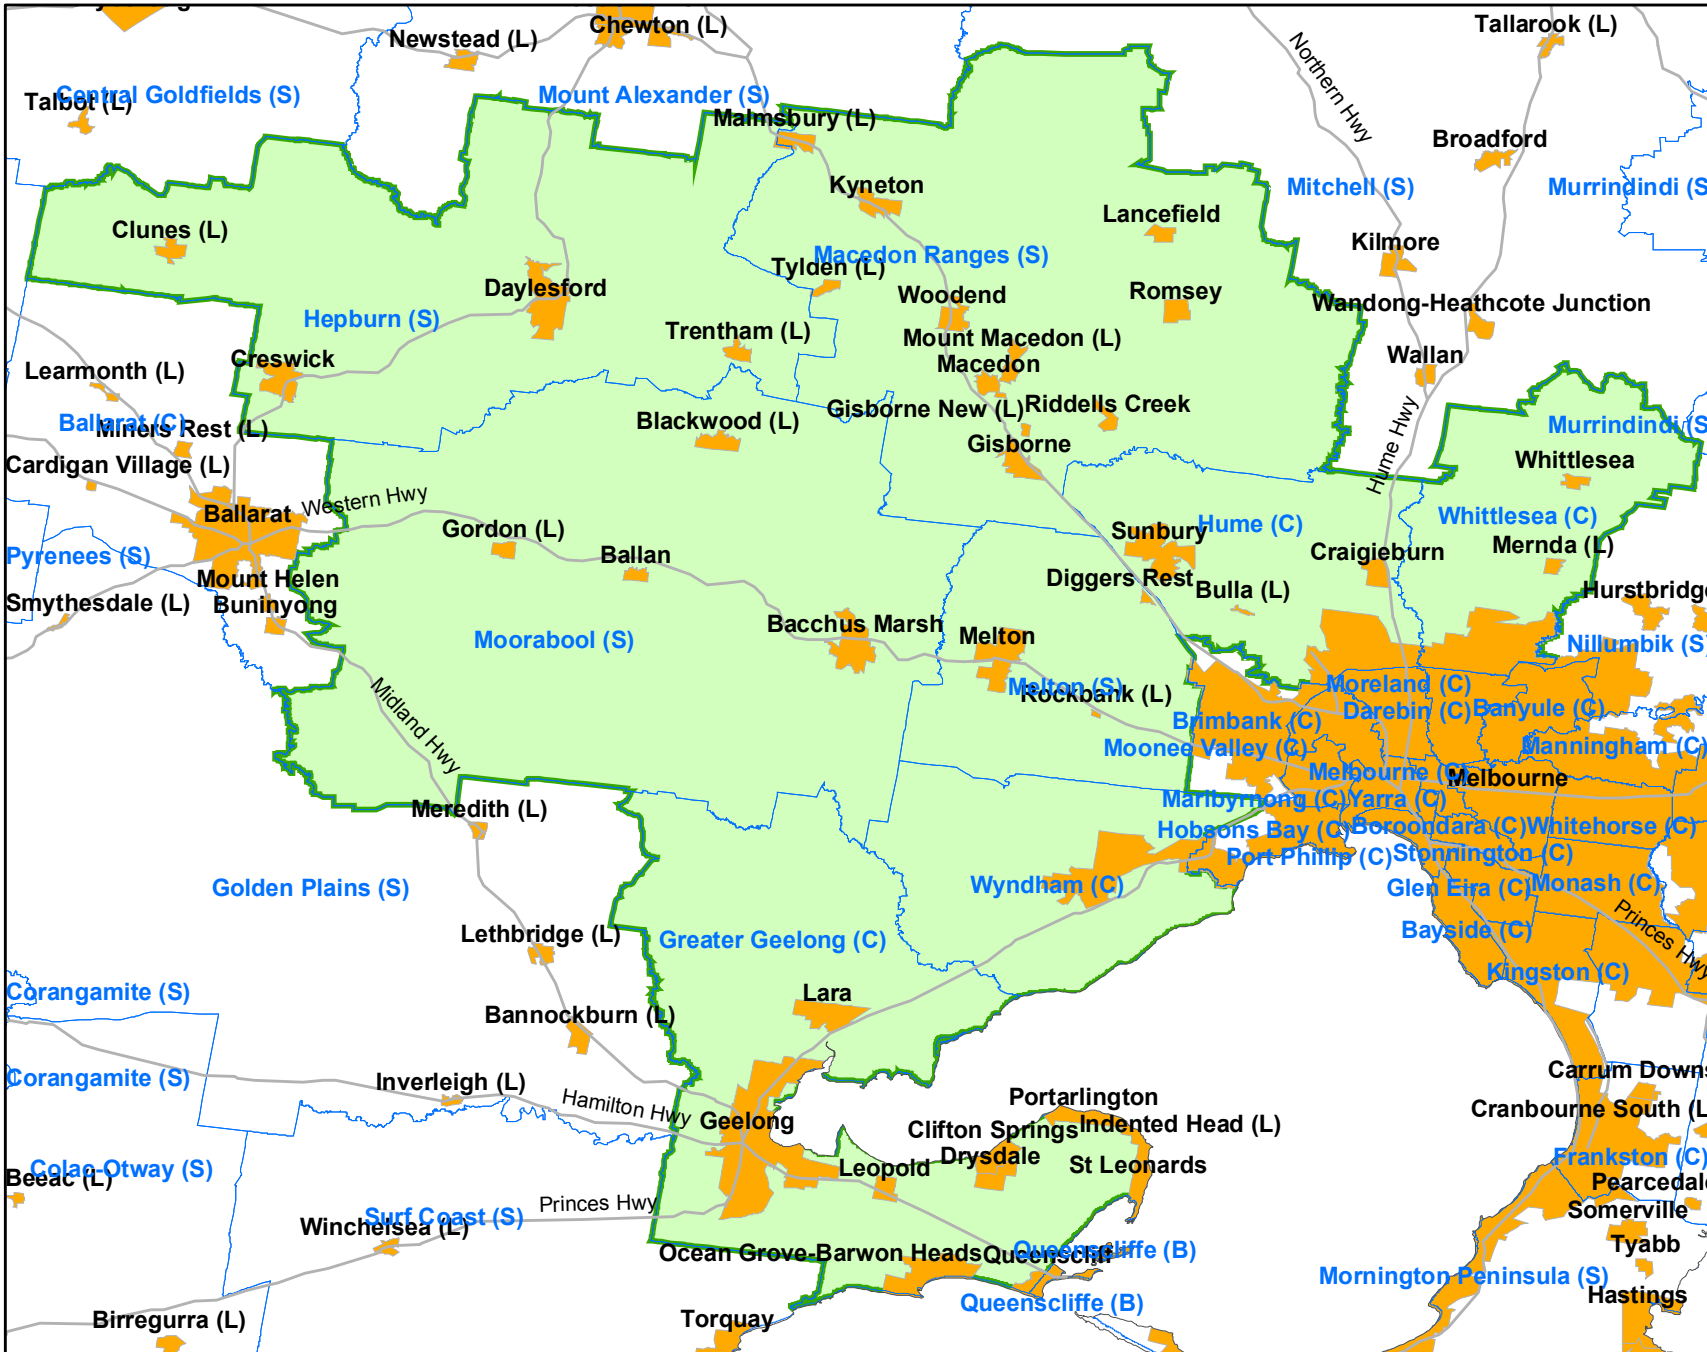 Chewton (L)
Tallarook (L)
Newstead (L)
Northern Hwy
Central Goldfields (S)
Mount Alexander (S)
Talbot (L)
Malmsbury (L)
Broadford
Kyneton
Mitchell (S)
Murrindindi (S
Lancefield
Clunes (L)
Kilmore
Macedon Ranges (S)
Tylden (L)
Daylesford
Woodend
Romsey
Wandong-Heathcote Junction
Hepburn (S)
Trentham (L)
Mount Macedon (L)
Creswick
Macedon
Wallan
Learmonth (L)
Gisborne New (L)
Riddells Creek
Ballarat (C)
Miners Rest (L)
Blackwood (L)
Murrindindi (S
Gisborne
Hume Hwy
Whittlesea
Cardigan Village (L)
Western Hwy
Ballarat
Gordon (L)
Sunbury
Hume (C)
Whittlesea (C)
Pyrenees (S)
Ballan
Craigieburn
Mernda (L)
Mount Helen
Diggers Rest
Bulla (L)
Hurstbridge
Smythesdale (L)
Buninyong
Moorabool (S)
Bacchus Marsh
Melton
Nillumbik (S)
Melton (S)
Rockbank (L)
Moreland (C)
Midland Hwy
Brimbank (C)
Darebin (C)
Banyule (C)
Moonee Valley (C)
Manningham (C)
Melbourne (C)
Melbourne
Meredith (L)
Maribyrnong (C)
Yarra (C)
Hobsons Bay (C)
Boroondara (C)
Whitehorse (C)
Port Phillip (C)
Stonnington (C)
Golden Plains (S)
Wyndham (C)
Glen Eira (C)
Monash (C)
Lethbridge (L)
Greater Geelong (C)
Bayside (C)
Princes Hwy
Corangamite (S)
Lara
Kingston (C)
Bannockburn (L)
Corangamite (S)
Inverleigh (L)
Hamilton Hwy
Carrum Downs
Portarlington
Cranbourne South (L
Geelong
Clifton Springs
Indented Head (L)
Colac-Otway (S)
Beeac (L)
Leopold
Drysdale
St Leonards
Frankston (C)
Pearcedale
Princes Hwy
Winchelsea (L)
Surf Coast (S)
Somerville
Ocean Grove-Barwon Heads
Queenscliff
Queenscliffe (B)
Tyabb
Mornington Peninsula (S)
Queenscliffe (B)
Hastings
Birregurra (L)
Torquay